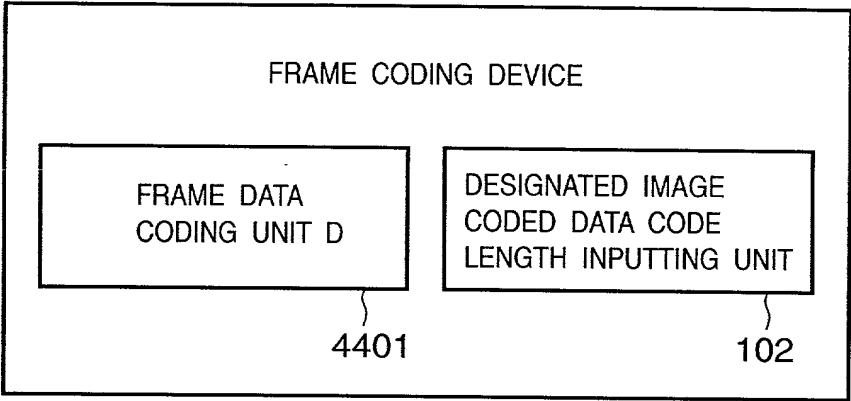 FRAME CODING DEVICE
FRAME DATA
CODING UNIT D
4401
DESIGNATED IMAGE
CODED DATA CODE
LENGTH INPUTTING UNIT
102